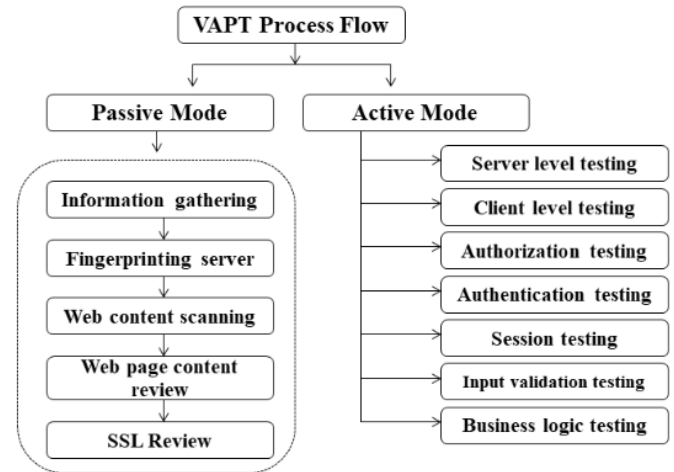 VAPT Process Flow
Passive Mode
Information gathering
Fingerprinting server
Web content scanning
Web page content
review
SSL Review
Active Mode
Server level testing
Client level testing
Authorization testing
Authentication testing
Session testing
Input validation testing
Business logic testing